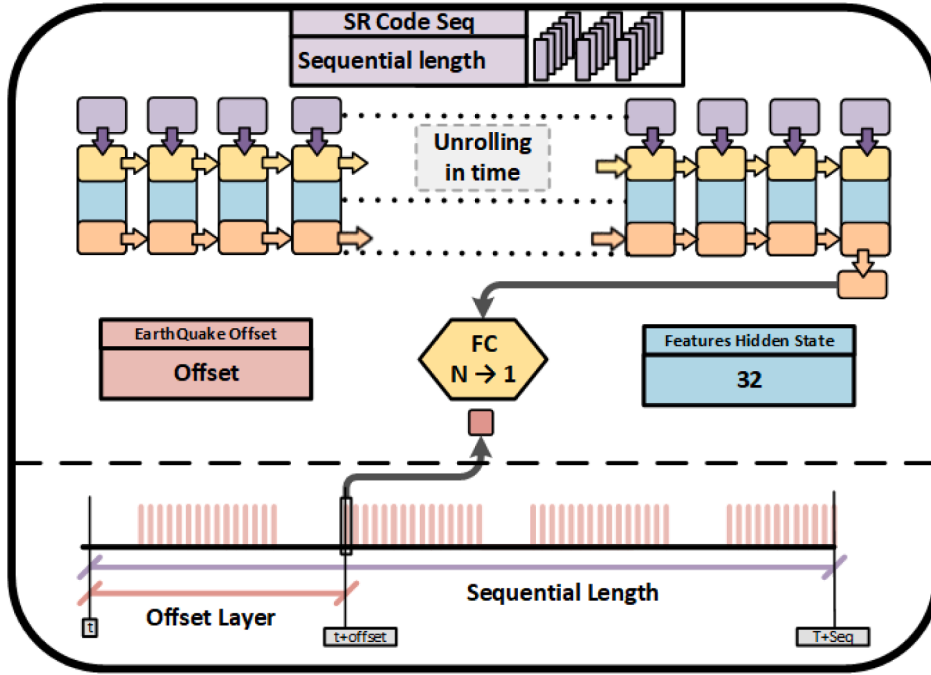 SR Code Seq
Sequential length
Unrolling
in time
EarthQuake Offset
Offset
FC
N → 1
Features Hidden State
32
Offset Layer
Sequential Length
t
t+offset
T+Seq